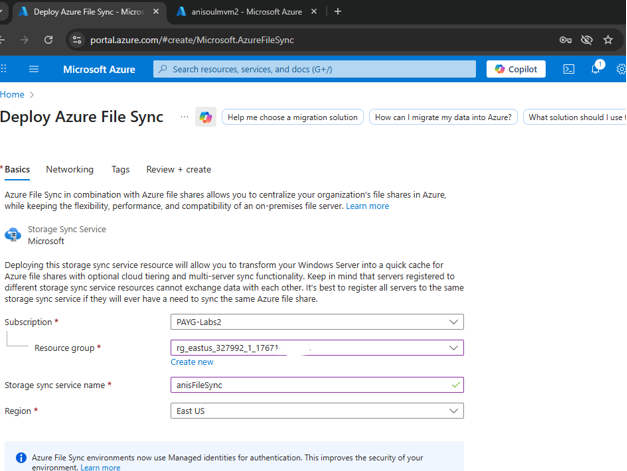 Deploy Azure File Sync - Micros
anisoulmvm2 - Microsoft Azure
portal.azure.com/#create/Microsoft.AzureFileSync
Microsoft Azure
Search resources, services, and docs (G+/)
Copilot
1
Home
Deploy Azure File Sync
Help me choose a migration solution
How can I migrate my data into Azure?
What solution should I use t
* Basics
Networking
Tags
Review + create
Azure File Sync in combination with Azure file shares allows you to centralize your organization's file shares in Azure,
while keeping the flexibility, performance, and compatibility of an on-premises file server. Learn more
Storage Sync Service
Microsoft
Deploying this storage sync service resource will allow you to transform your Windows Server into a quick cache for
Azure file shares with optional cloud tiering and multi-server sync functionality. Keep in mind that servers registered to
different storage sync service resources cannot exchange data with each other. It's best to register all servers to the same
storage sync service if they will ever have a need to sync the same Azure file share.
Subscription *
PAYG-Labs2
Resource group *
rg_eastus_327992_1_17671
Create new
Storage sync service name *
anisFileSync
Region *
East US
Azure File Sync environments now use Managed identities for authentication. This improves the security of your
environment. Learn more